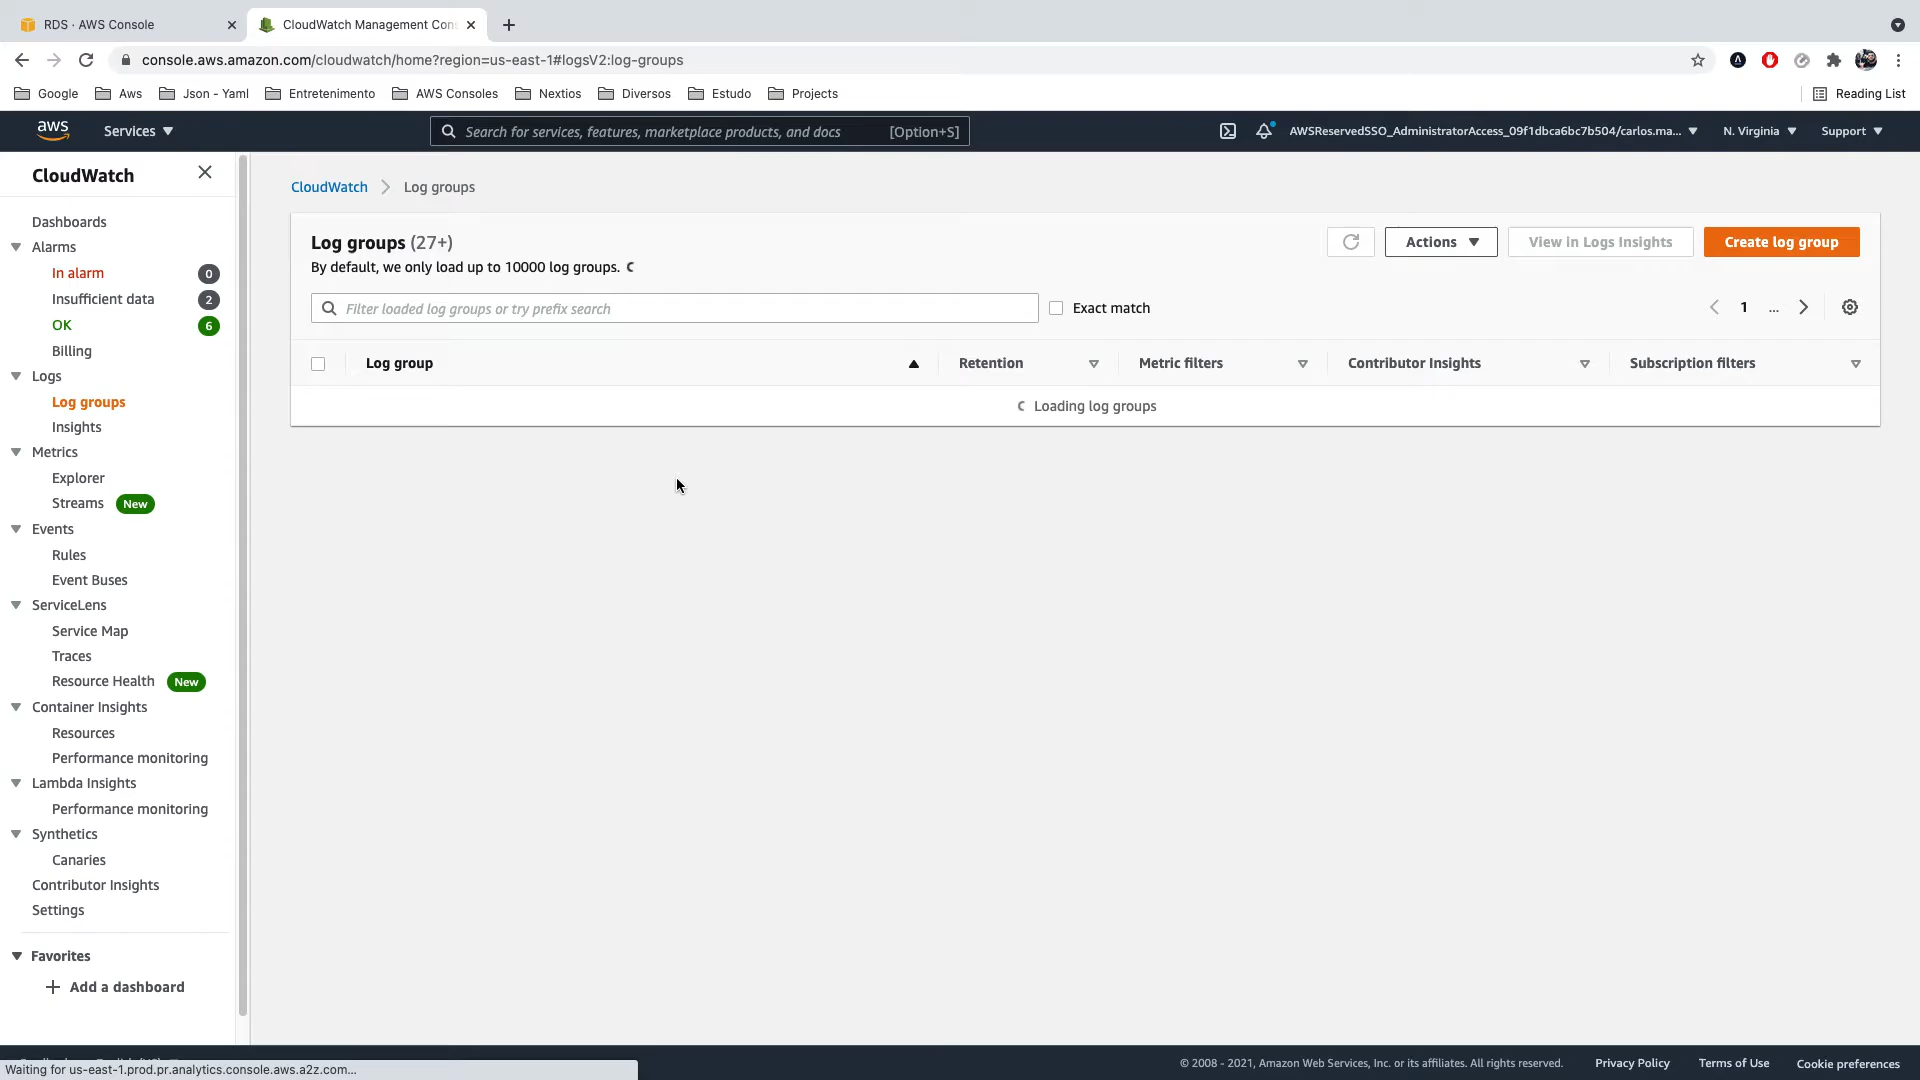 RDS · AWS Console
CloudWatch Management Con
console.aws.amazon.com/cloudwatch/home?region=us-east-1#logsV2:log-groups
Google
Aws
Json - Yaml
Entretenimento
AWS Consoles
Nextios
Diversos
Estudo
Projects
Reading List
aws
Services
Search for services, features, marketplace products, and docs
[Option+S]
AWSReservedSSO_AdministratorAccess_09f1dbca6bc7b504/carlos.ma...
N. Virginia
Support
CloudWatch
Dashboards
Alarms
In alarm 0
Insufficient data 2
OK 6
Billing
Logs
Log groups
Insights
Metrics
Explorer
Streams New
Events
Rules
Event Buses
ServiceLens
Service Map
Traces
Resource Health New
Container Insights
Resources
Performance monitoring
Lambda Insights
Performance monitoring
Synthetics
Canaries
Contributor Insights
Settings
Favorites
Add a dashboard
CloudWatch
Log groups
Log groups (27+)
By default, we only load up to 10000 log groups.
Actions
View in Logs Insights
Create log group
Filter loaded log groups or try prefix search
Exact match
1
...
Log group
Retention
Metric filters
Contributor Insights
Subscription filters
Loading log groups
Waiting for us-east-1.prod.pr.analytics.console.aws.a2z.com...
© 2008 - 2021, Amazon Web Services, Inc. or its affiliates. All rights reserved.
Privacy Policy
Terms of Use
Cookie preferences